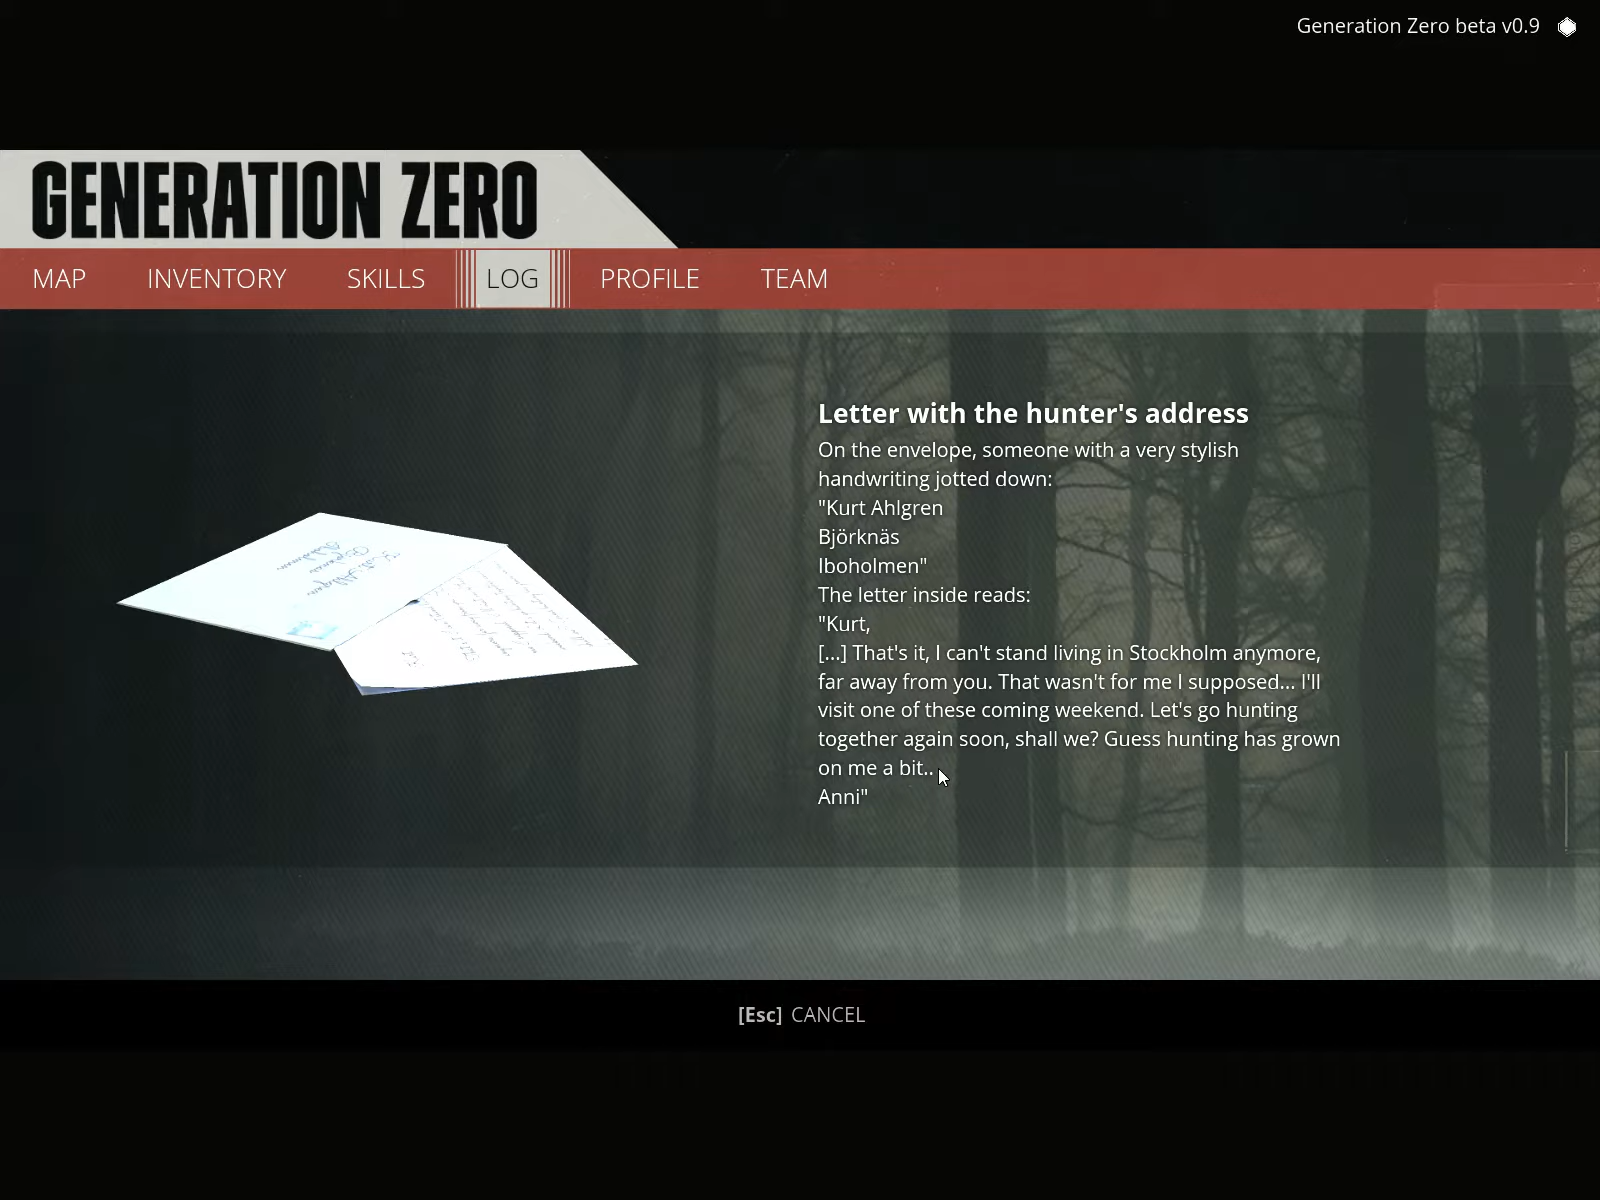 Generation Zero beta v0.9
GENERATION ZERO
MAP INVENTORY SKILLS LOG PROFILE TEAM
Letter with the hunter's address
On the envelope, someone with a very stylish
handwriting jotted down:
"Kurt Ahlgren
Björknäs
Iboholmen"
The letter inside reads:
"Kurt,
[...] That's it, I can't stand living in Stockholm anymore,
far away from you. That wasn't for me I supposed... I'll
visit one of these coming weekend. Let's go hunting
together again soon, shall we? Guess hunting has grown
on me a bit..
Anni"
[Esc] CANCEL